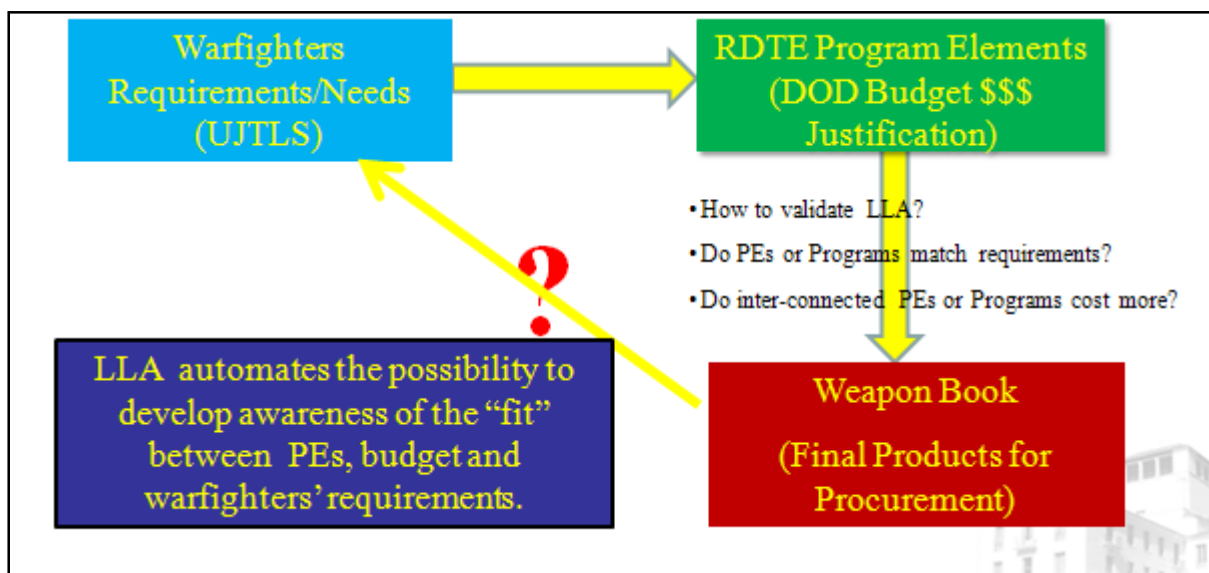 Warfighters
Requirements/Needs
(UJTLS)
RDTE Program Elements
(DOD Budget $$$
Justification)
•How to validate LLA?
•Do PEs or Programs match requirements?
•Do inter-connected PEs or Programs cost more?
?
LLA automates the possibility to
develop awareness of the “fit”
between PEs, budget and
warfighters’ requirements.
Weapon Book
(Final Products for
Procurement)